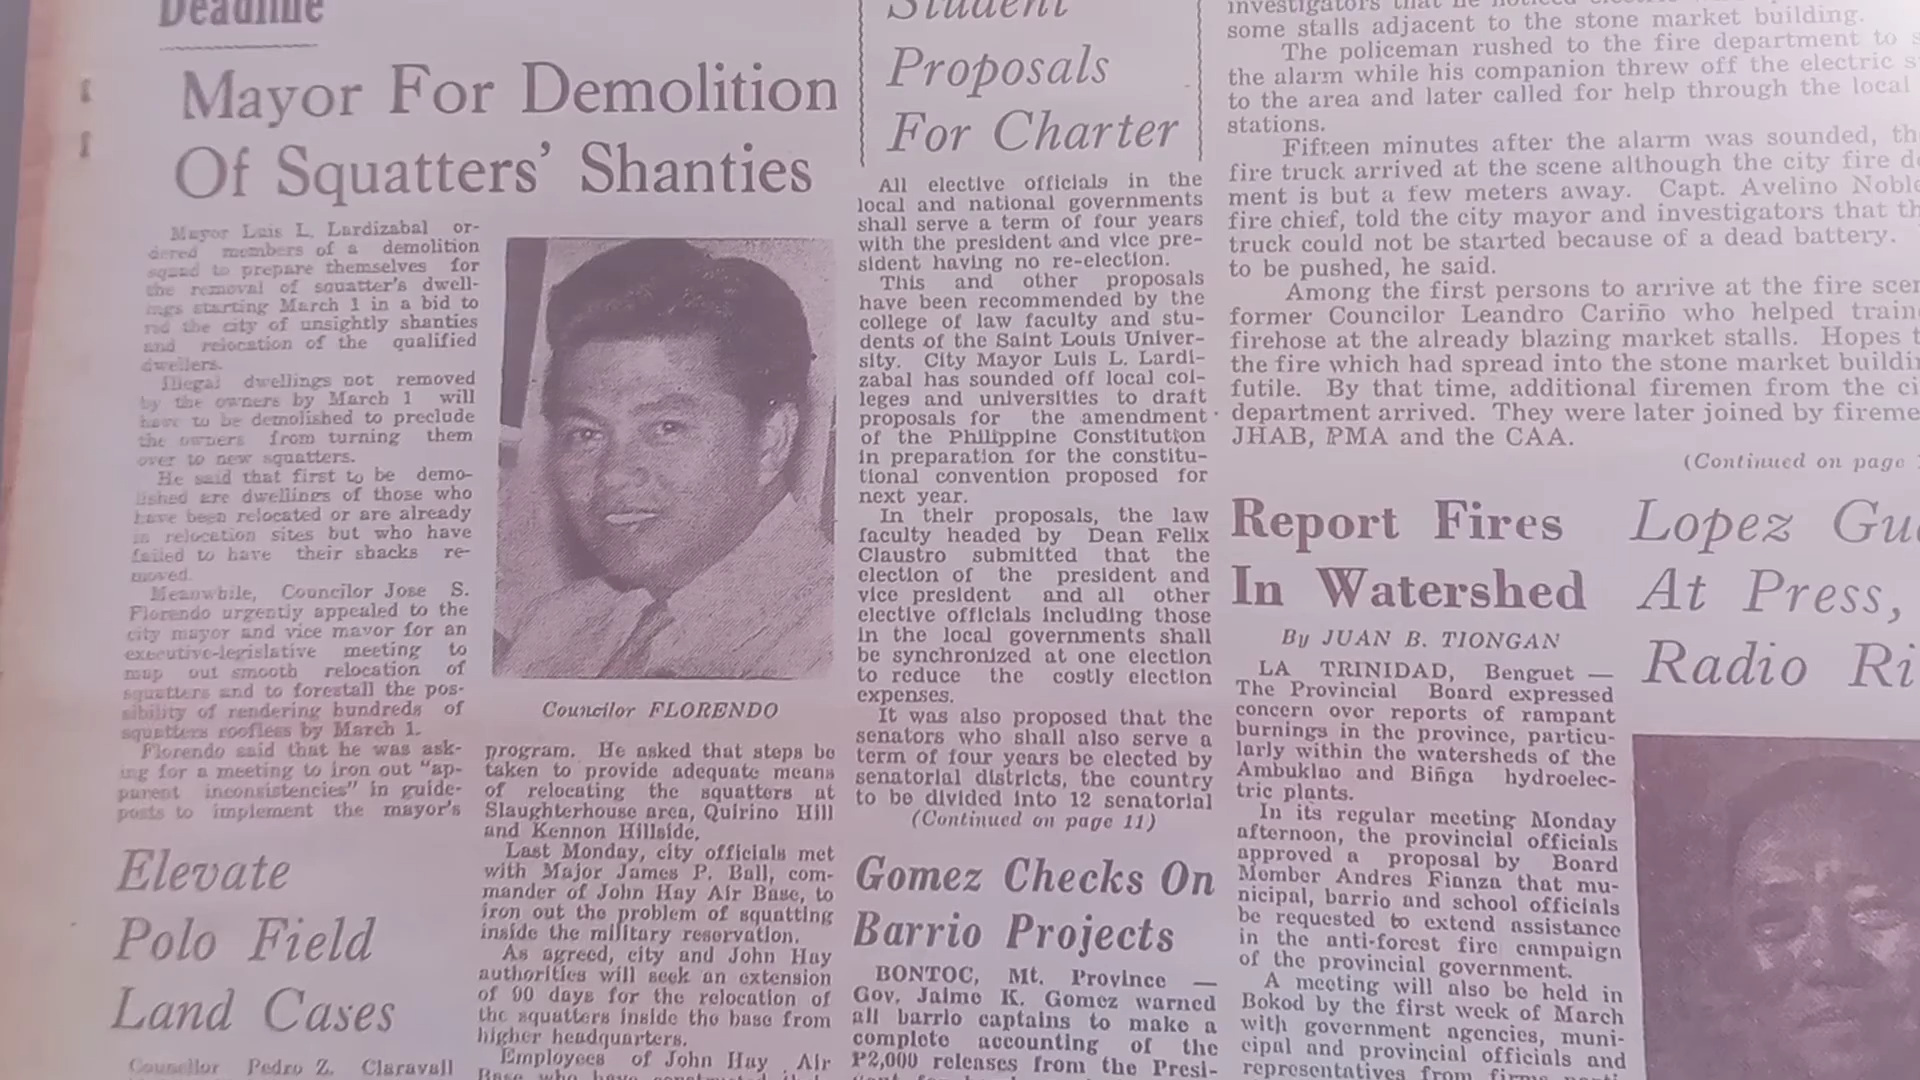 Deadline
Mayor For Demolition
Of Squatters' Shanties
Mayor Luis L. Lardizabal or-
dered members of a demolition
squad to prepare themselves for
the removal of squatter's dwell-
ings starting March 1 in a bid to
rid the city of unsightly shanties
and relocation of the qualified
dwellers.
Illegal dwellings not removed
by the owners by March 1 will
have to be demolished to preclude
the owners from turning them
over to new squatters.
He said that first to be demo-
lished are dwellings of those who
have been relocated or are already
in relocation sites but who have
failed to have their shacks re-
moved.
Meanwhile, Councilor Jose S.
Florendo urgently appealed to the
city mayor and vice mayor for an
executive-legislative meeting to
map out smooth relocation of
squatters and to forestall the pos-
sibility of rendering hundreds of
squatters roofless by March 1.
Florendo said that he was ask-
ing for a meeting to iron out "ap-
parent inconsistencies" in guide-
posts to implement the mayor's
Councilor FLORENDO
program. He asked that steps be
taken to provide adequate means
of relocating the squatters at
Slaughterhouse area, Quirino Hill
and Kennon Hillside.
Last Monday, city officials met
with Major James P. Ball, com-
mander of John Hay Air Base, to
iron out the problem of squatting
inside the military reservation.
As agreed, city and John Hay
authorities will seek an extension
of 90 days for the relocation of
the squatters inside the base from
higher headquarters.
Employees of John Hay Air
Base who have
Elevate
Polo Field
Land Cases
Councilor Pedro Z. Claravall
Student
Proposals
For Charter
All elective officials in the
local and national governments
shall serve a term of four years
with the president and vice pre-
sident having no re-election.
This and other proposals
have been recommended by the
college of law faculty and stu-
dents of the Saint Louis Univer-
sity. City Mayor Luis L. Lardi-
zabal has sounded off local col-
leges and universities to draft
proposals for the amendment
of the Philippine Constitution
in preparation for the constitu-
tional convention proposed for
next year.
In their proposals, the law
faculty headed by Dean Felix
Claustro submitted that the
election of the president and
vice president and all other
elective officials including those
in the local governments shall
be synchronized at one election
to reduce the costly election
expenses.
It was also proposed that the
senators who shall also serve a
term of four years be elected by
senatorial districts, the country
to be divided into 12 senatorial
(Continued on page 11)
Gomez Checks On
Barrio Projects
BONTOC, Mt. Province —
Gov. Jaime K. Gomez warned
all barrio captains to make a
complete accounting of the
₱2,000 releases from the Presi-
investigators that he noticed
some stalls adjacent to the stone market building.
The policeman rushed to the fire department to
the alarm while his companion threw off the electric
to the area and later called for help through the local
stations.
Fifteen minutes after the alarm was sounded,
fire truck arrived at the scene although the city fire
ment is but a few meters away. Capt. Avelino
fire chief, told the city mayor and investigators that
truck could not be started because of a dead battery.
to be pushed, he said.
Among the first persons to arrive at the fire
former Councilor Leandro Cariño who helped
firehose at the already blazing market stalls. Hopes
the fire which had spread into the stone market
futile. By that time, additional firemen from the
department arrived. They were later joined by
JHAB, PMA and the CAA.
(Continued on page
Report Fires
In Watershed
By JUAN B. TIONGAN
LA TRINIDAD, Benguet —
The Provincial Board expressed
concern over reports of rampant
burnings in the province, particu-
larly within the watersheds of the
Ambuklao and Biñga hydroelec-
tric plants.
In its regular meeting Monday
afternoon, the provincial officials
approved a proposal by Board
Member Andres Fianza that mu-
nicipal, barrio and school officials
be requested to extend assistance
in the anti-forest fire campaign
of the provincial government.
A meeting will also be held in
Bokod by the first week of March
with government agencies, muni-
cipal and provincial officials and
representatives from firms
Lopez
At Press,
Radio